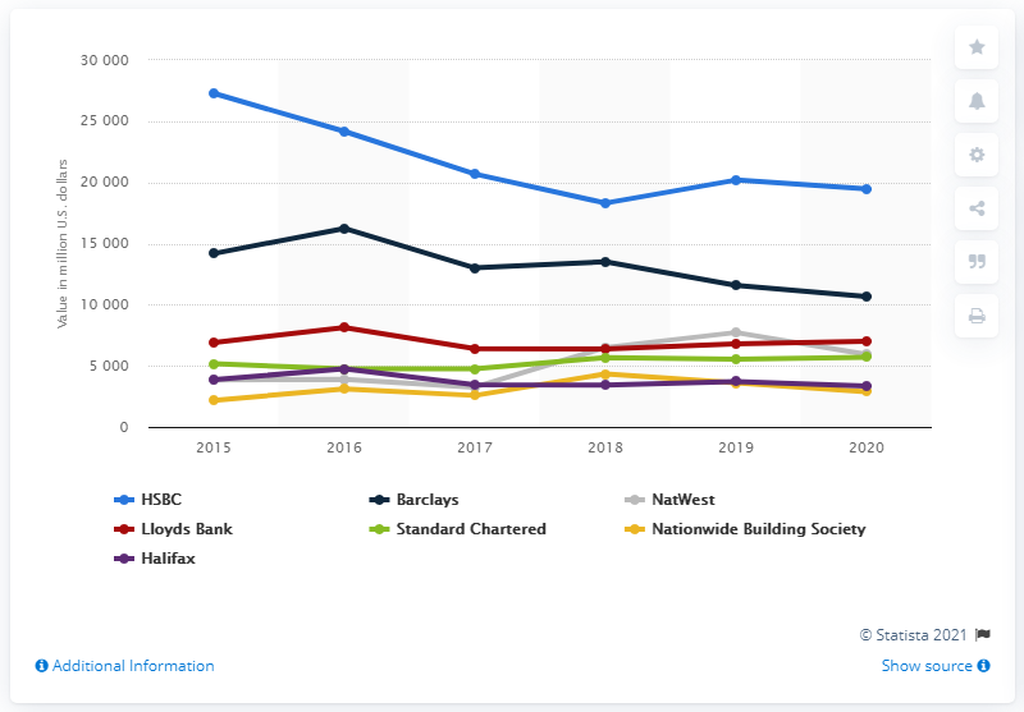 30 000
25 000
20 000
15 000
10 000
5 000
0
Value in million U.S. dollars
2015 2016 2017 2018 2019 2020
HSBC Barclays NatWest
Lloyds Bank Standard Chartered Nationwide Building Society
Halifax
© Statista 2021
Additional Information Show source